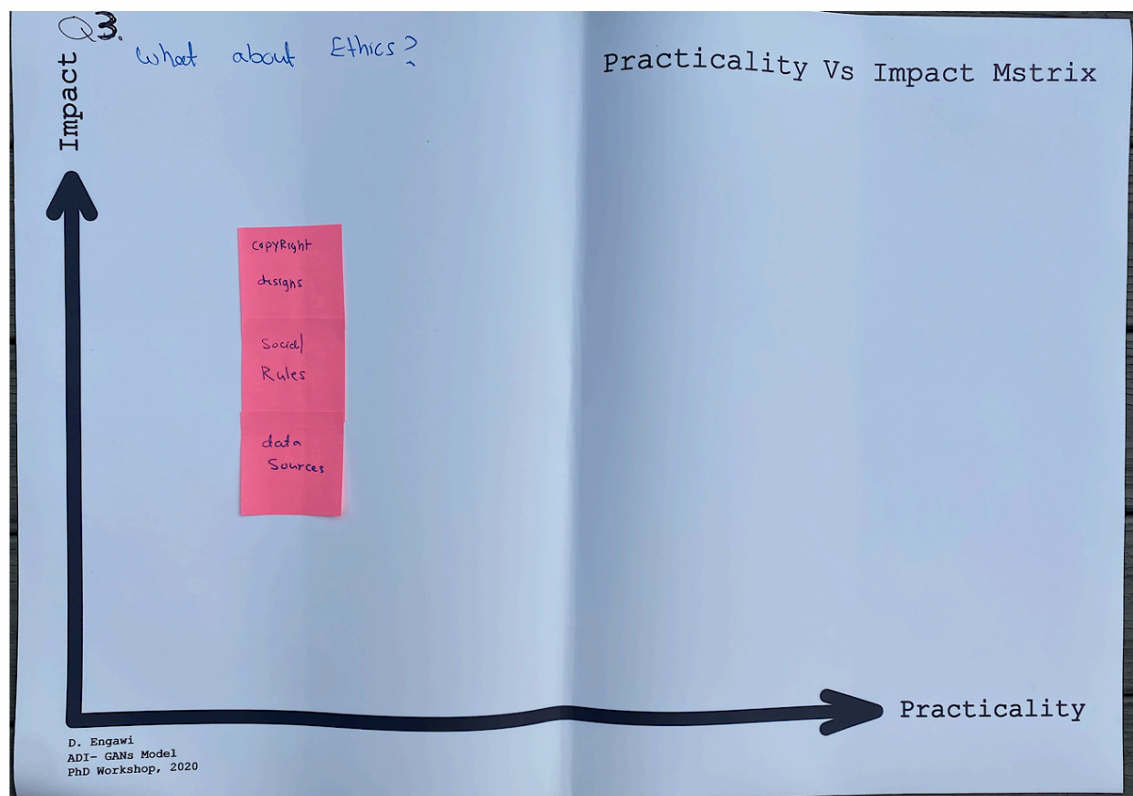 Q3.
What about Ethics?
Practicality Vs Impact Mstrix
Impact
copyRight
designs
Social
Rules
data
Sources
Practicality
D. Engawi
ADI- GANs Model
PhD Workshop, 2020